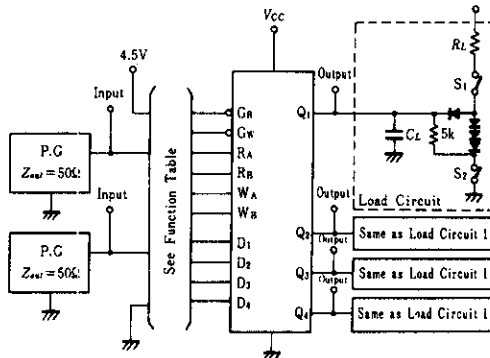 VCC
4.5V
Input
P.G
Zout = 50Ω
Input
P.G
Zout = 50Ω
See Function Table
GR
GW
RA
RB
WA
WB
D1
D2
D3
D4
Q1
Q2
Q3
Q4
Output
RL
S1
CL
5k
S2
Load Circuit 1
Output
Same as Load Circuit 1
Output
Same as Load Circuit 1
Output
Same as Load Circuit 1